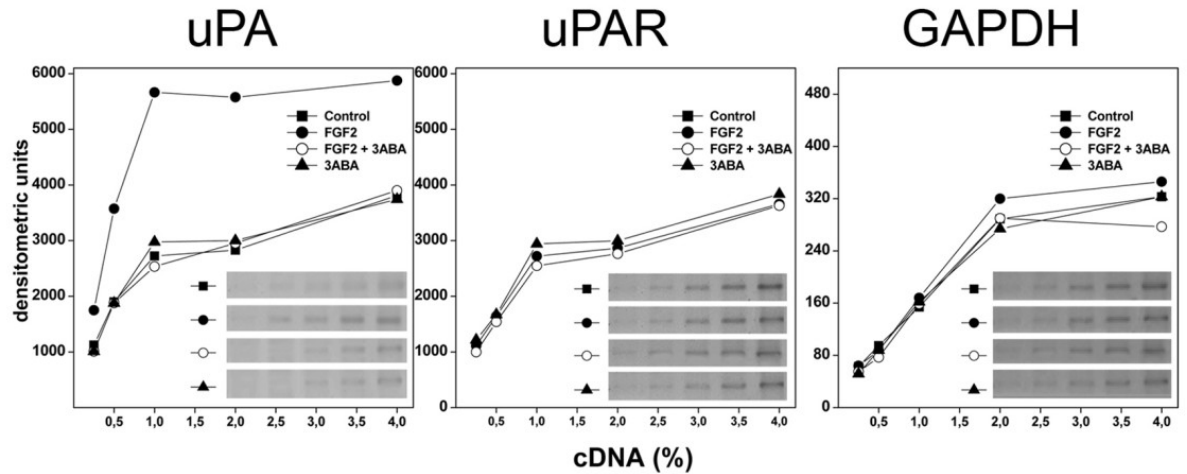 uPA
uPAR
GAPDH
densitometric units
6000
5000
4000
3000
2000
1000
Control
FGF2
FGF2 + 3ABA
3ABA
0,5
1,0
1,5
2,0
2,5
3,0
3,5
4,0
6000
5000
4000
3000
2000
1000
0
Control
FGF2
FGF2 + 3ABA
3ABA
0,5
1,0
1,5
2,0
2,5
3,0
3,5
4,0
480
400
320
240
160
80
0
Control
FGF2
FGF2 + 3ABA
3ABA
0,5
1,0
1,5
2,0
2,5
3,0
3,5
4,0
cDNA (%)